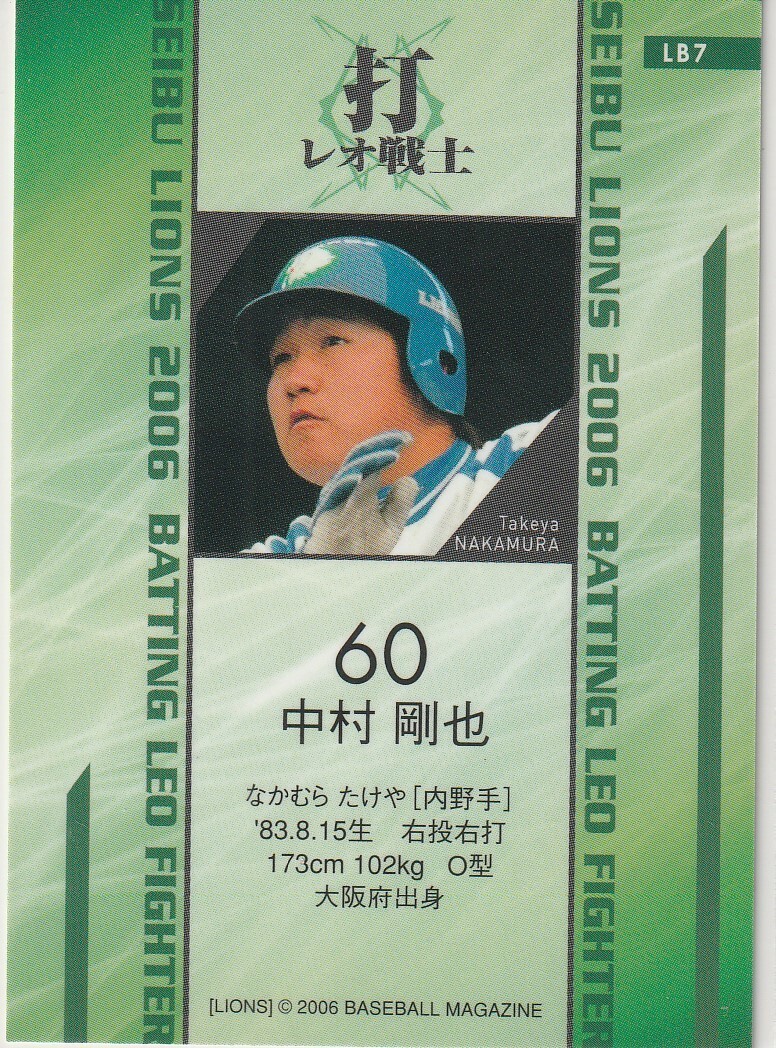 LB7
打
レオ戦士
SEIBU LIONS 2006 BATTING LEO FIGHTER
SEIBU LIONS 2006 BATTING LEO FIGHTER
Takeya
NAKAMURA
60
中村 剛也
なかむら たけや [内野手]
'83.8.15生 右投右打
173cm 102kg O型
大阪府出身
[LIONS] © 2006 BASEBALL MAGAZINE